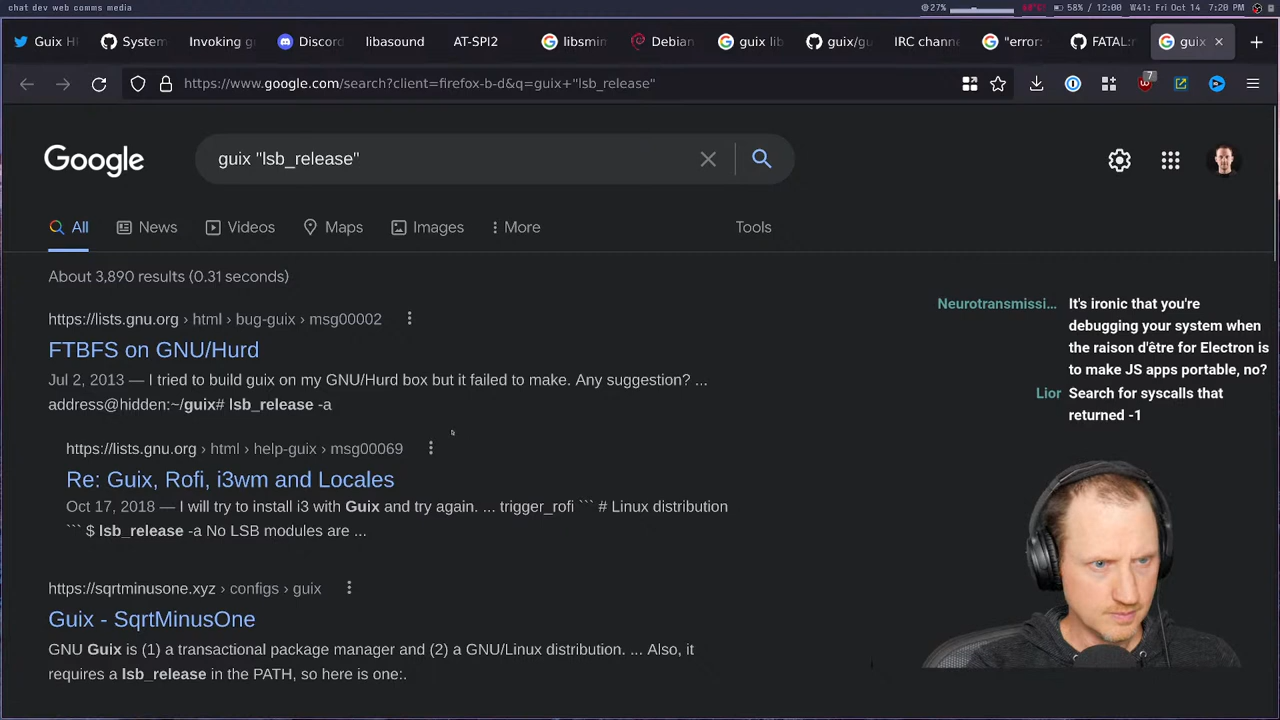 chat dev web comms media
27%
60°C
58% / 12:00
W41: Fri Oct 14
7:20 PM
Guix H
System
Invoking g
Discord
libasound
AT-SPI2
libsmin
Debian
guix lib
guix/gu
IRC chann
"error:
FATAL:r
guix
https://www.google.com/search?client=firefox-b-d&q=guix+"lsb_release"
7
Google
guix "lsb_release"
All
News
Videos
Maps
Images
More
Tools
About 3,890 results (0.31 seconds)
https://lists.gnu.org › html › bug-guix › msg00002
FTBFS on GNU/Hurd
Jul 2, 2013 — I tried to build guix on my GNU/Hurd box but it failed to make. Any suggestion? ...
address@hidden:~/guix# lsb_release -a
https://lists.gnu.org › html › help-guix › msg00069
Re: Guix, Rofi, i3wm and Locales
Oct 17, 2018 — I will try to install i3 with Guix and try again. ... trigger_rofi ``` # Linux distribution
``` $ lsb_release -a No LSB modules are ...
https://sqrtminusone.xyz › configs › guix
Guix - SqrtMinusOne
GNU Guix is (1) a transactional package manager and (2) a GNU/Linux distribution. ... Also, it
requires a lsb_release in the PATH, so here is one:.
Neurotransmissi... It's ironic that you're
debugging your system when
the raison d'être for Electron is
to make JS apps portable, no?
Lior Search for syscalls that
returned -1